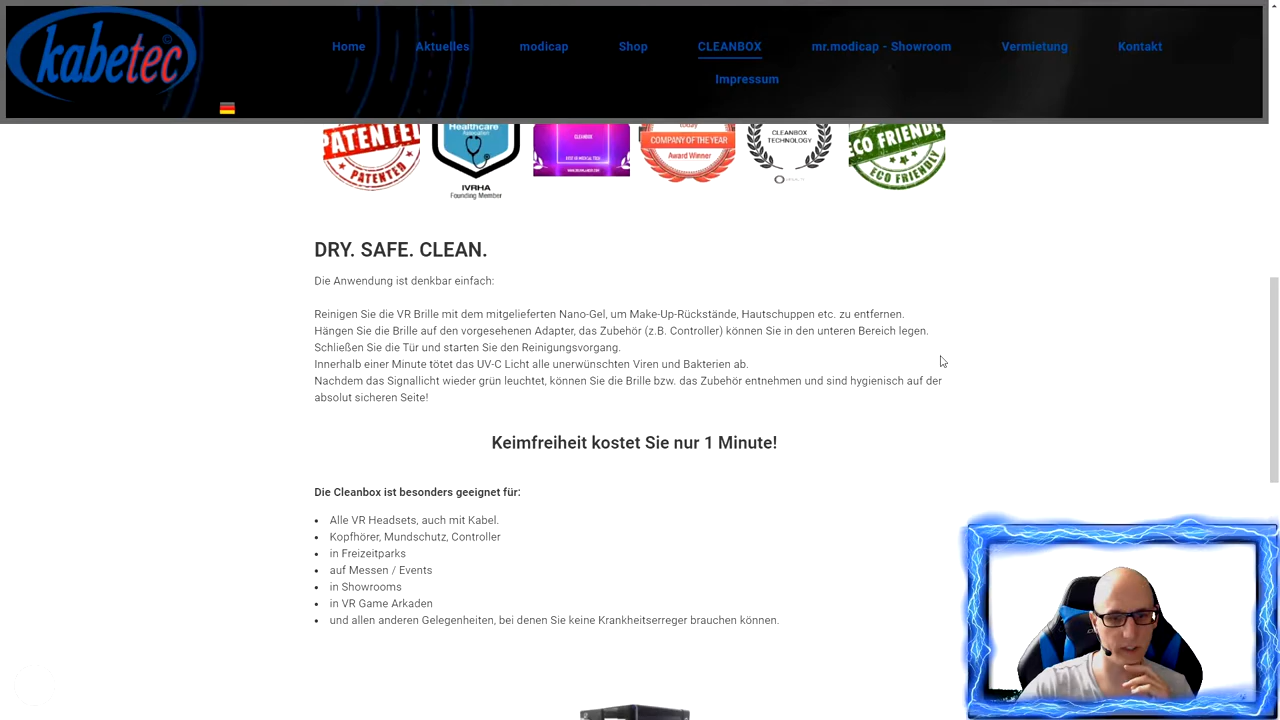 kabetec
Home Aktuelles modicap Shop CLEANBOX mr.modicap - Showroom Vermietung Kontakt
Impressum
PATENTED
PATENTED
Healthcare
Association
IVRHA
Founding Member
CLEANBOX
COMPANY OF THE YEAR
Award Winner
CLEANBOX
TECHNOLOGY
ECO FRIENDLY
ECO FRIENDLY
DRY. SAFE. CLEAN.
Die Anwendung ist denkbar einfach:
Reinigen Sie die VR Brille mit dem mitgelieferten Nano-Gel, um Make-Up-Rückstände, Hautschuppen etc. zu entfernen.
Hängen Sie die Brille auf den vorgesehenen Adapter, das Zubehör (z.B. Controller) können Sie in den unteren Bereich legen.
Schließen Sie die Tür und starten Sie den Reinigungsvorgang.
Innerhalb einer Minute tötet das UV-C Licht alle unerwünschten Viren und Bakterien ab.
Nachdem das Signallicht wieder grün leuchtet, können Sie die Brille bzw. das Zubehör entnehmen und sind hygienisch auf der
absolut sicheren Seite!
Keimfreiheit kostet Sie nur 1 Minute!
Die Cleanbox ist besonders geeignet für:
• Alle VR Headsets, auch mit Kabel.
• Kopfhörer, Mundschutz, Controller
• in Freizeitparks
• auf Messen / Events
• in Showrooms
• in VR Game Arkaden
• und allen anderen Gelegenheiten, bei denen Sie keine Krankheitserreger brauchen können.